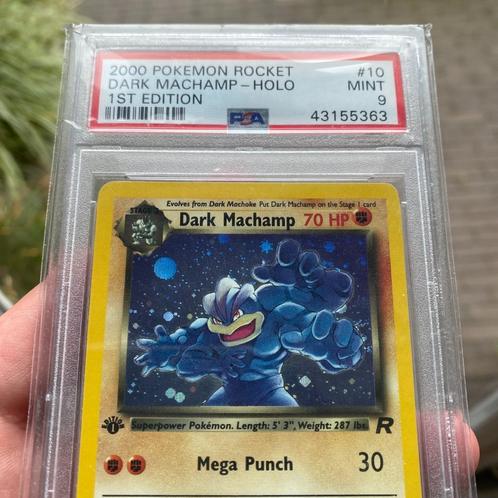 2000 POKEMON ROCKET #10
DARK MACHAMP - HOLO MINT
1ST EDITION 9
PSA 43155363
Evolves from Dark Machoke Put Dark Machamp on the Stage 1 card
STAGE 2
Dark Machamp 70 HP
EDITION
1
Superpower Pokémon. Length: 5' 3", Weight: 287 lbs.
R
Mega Punch 30